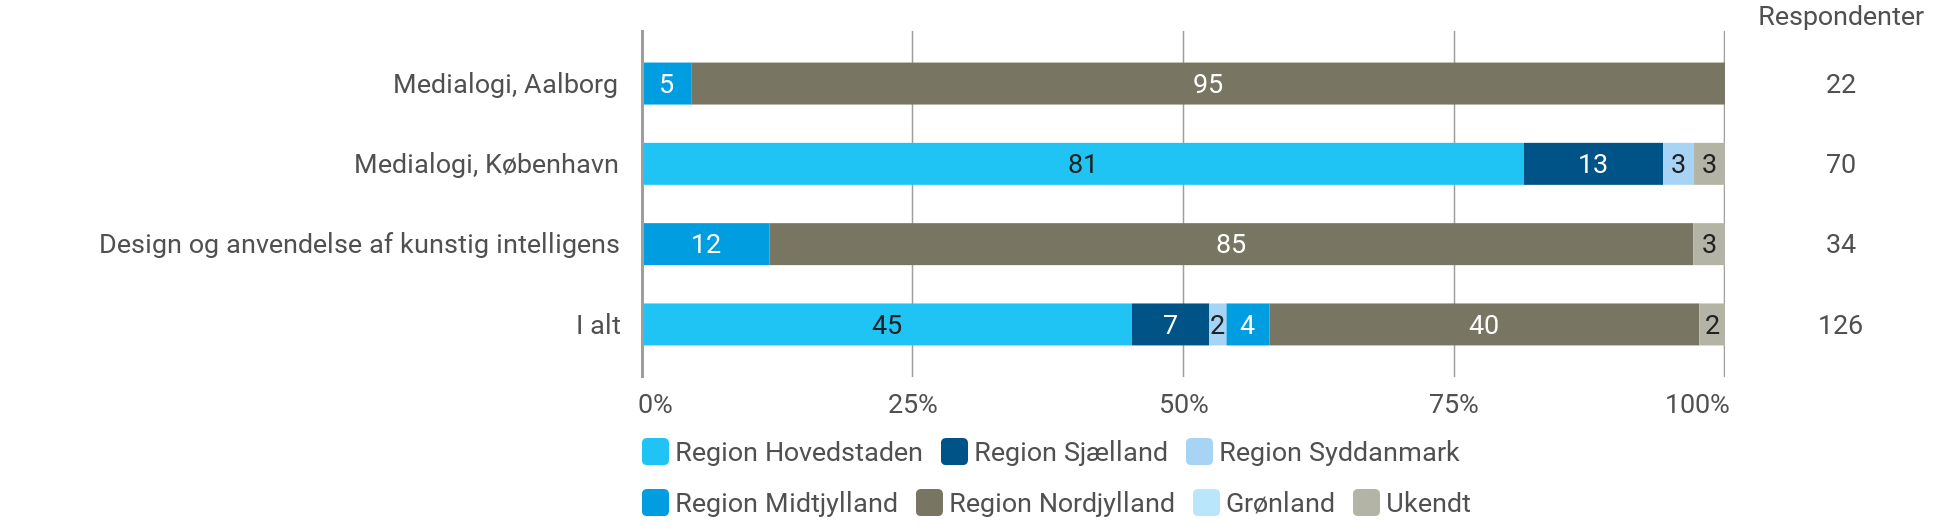 Respondenter
Medialogi, Aalborg 5 95 22
Medialogi, København 81 13 3 3 70
Design og anvendelse af kunstig intelligens 12 85 3 34
I alt 45 7 2 4 40 2 126
0% 25% 50% 75% 100%
Region Hovedstaden Region Sjælland Region Syddanmark
Region Midtjylland Region Nordjylland Grønland Ukendt